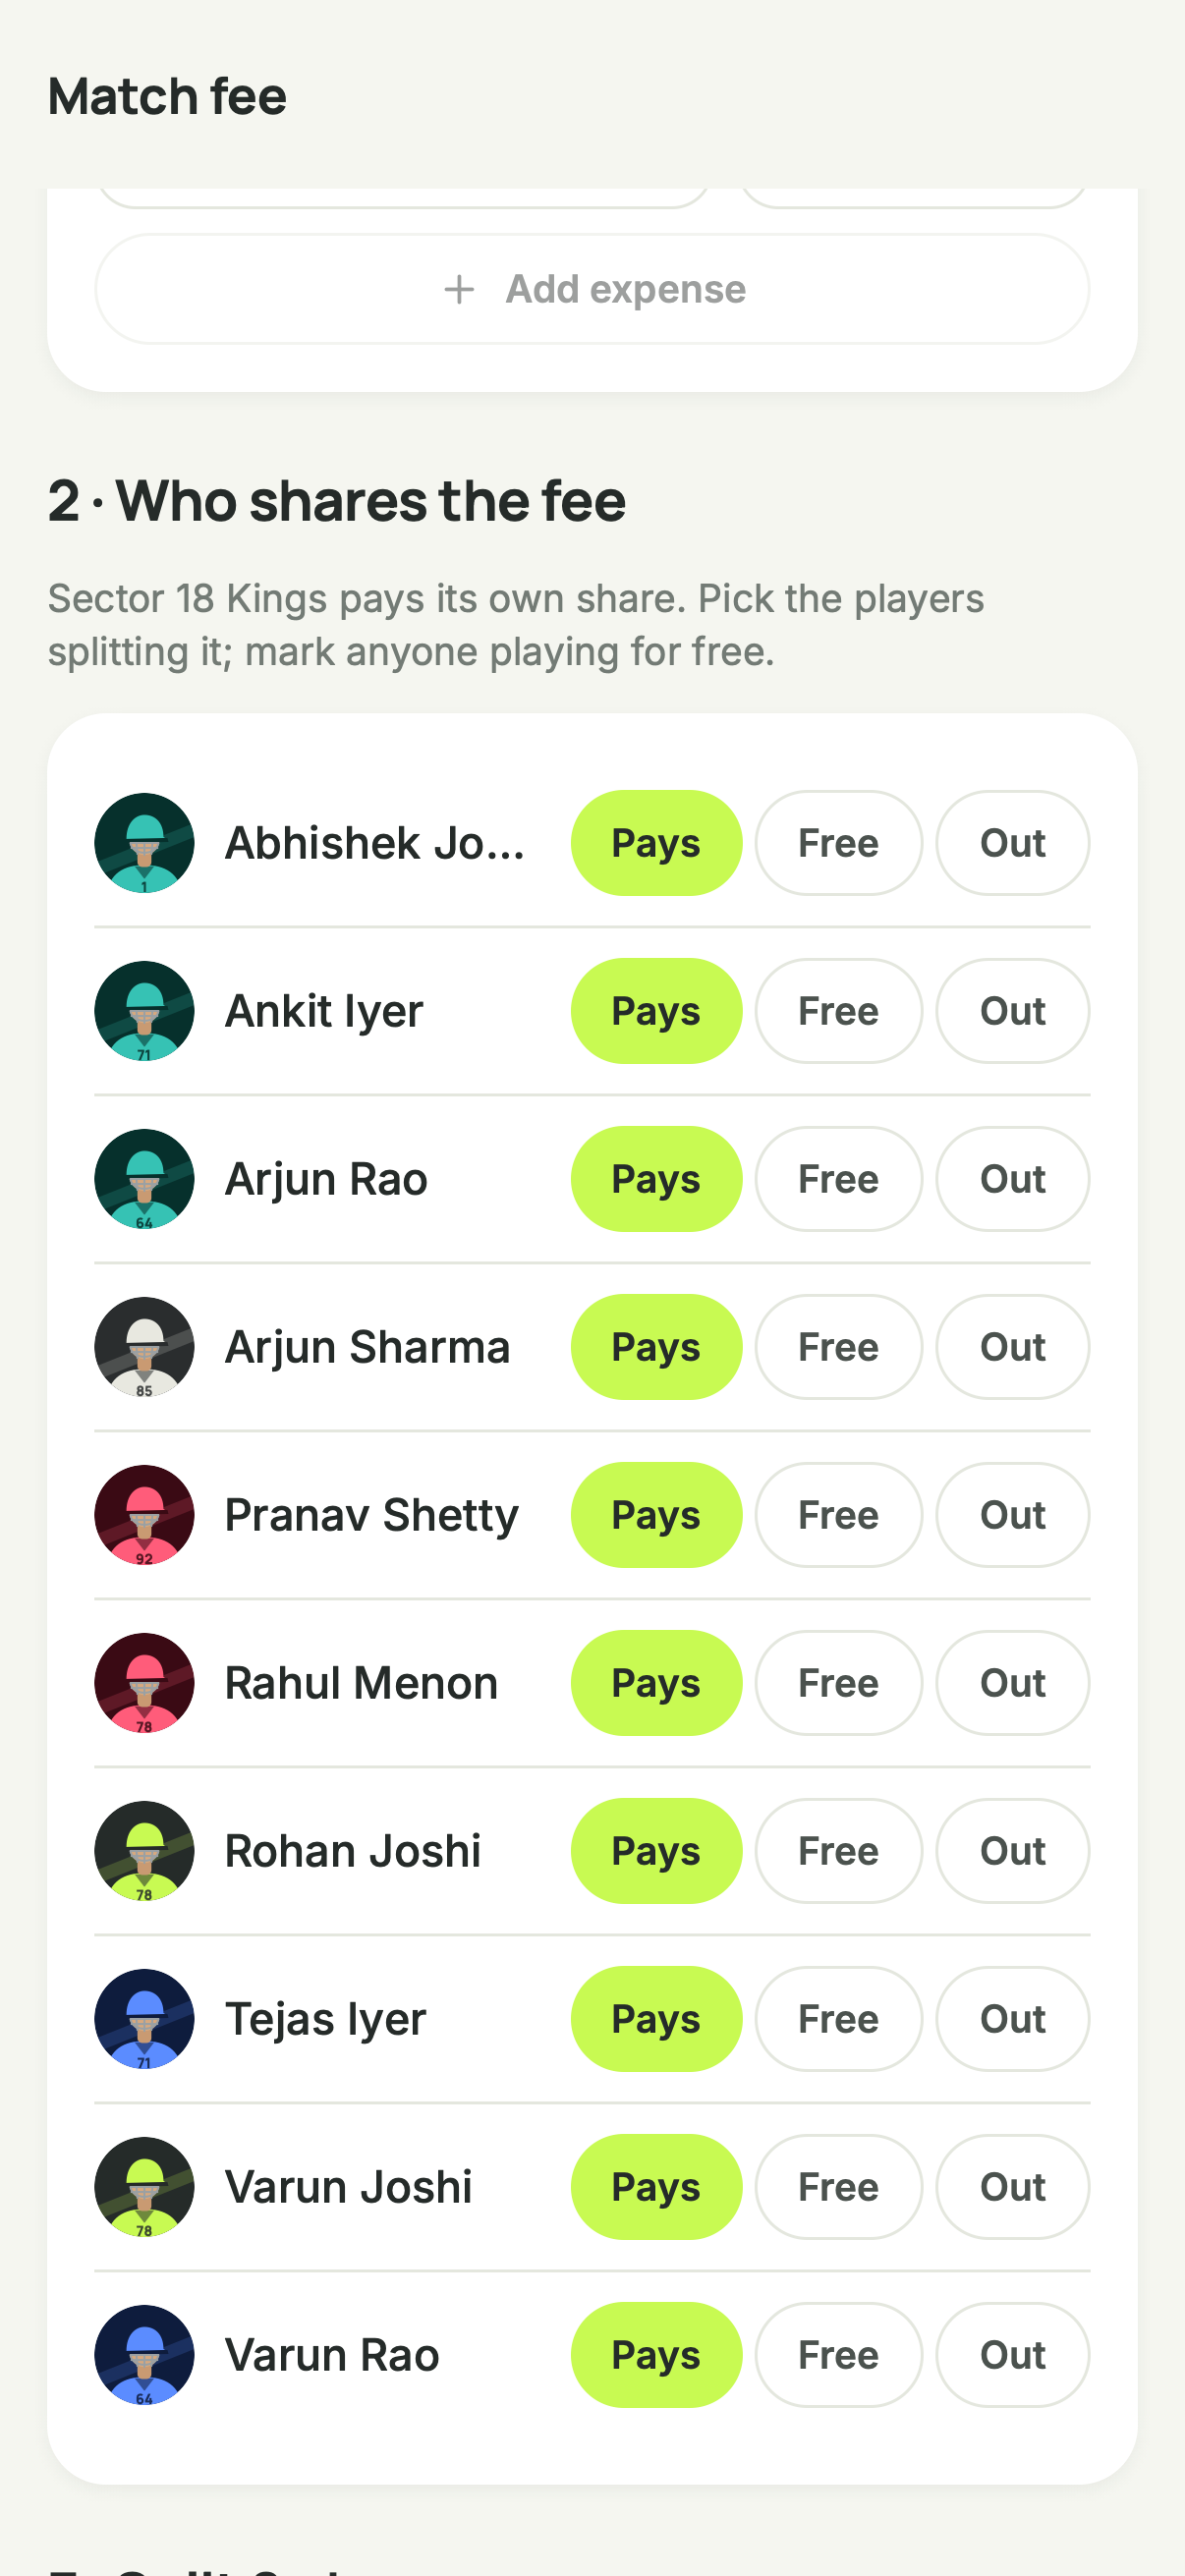 Match fee
Add expense
2 · Who shares the fee
Sector 18 Kings pays its own share. Pick the players
splitting it; mark anyone playing for free.
1 Abhishek Jo... Pays Free Out
71 Ankit Iyer Pays Free Out
64 Arjun Rao Pays Free Out
85 Arjun Sharma Pays Free Out
92 Pranav Shetty Pays Free Out
78 Rahul Menon Pays Free Out
78 Rohan Joshi Pays Free Out
71 Tejas Iyer Pays Free Out
78 Varun Joshi Pays Free Out
64 Varun Rao Pays Free Out